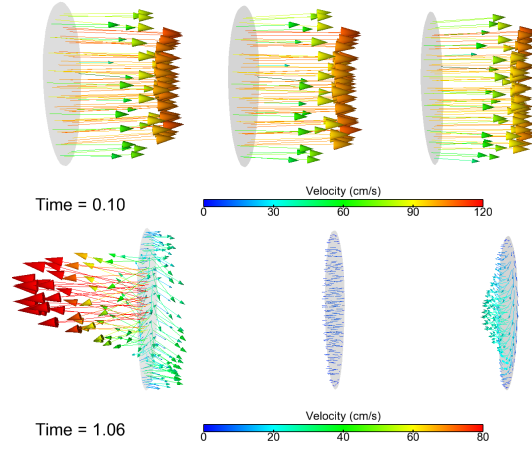 Time = 0.10
Velocity (cm/s)
0 30 60 90 120
Time = 1.06
Velocity (cm/s)
0 20 40 60 80